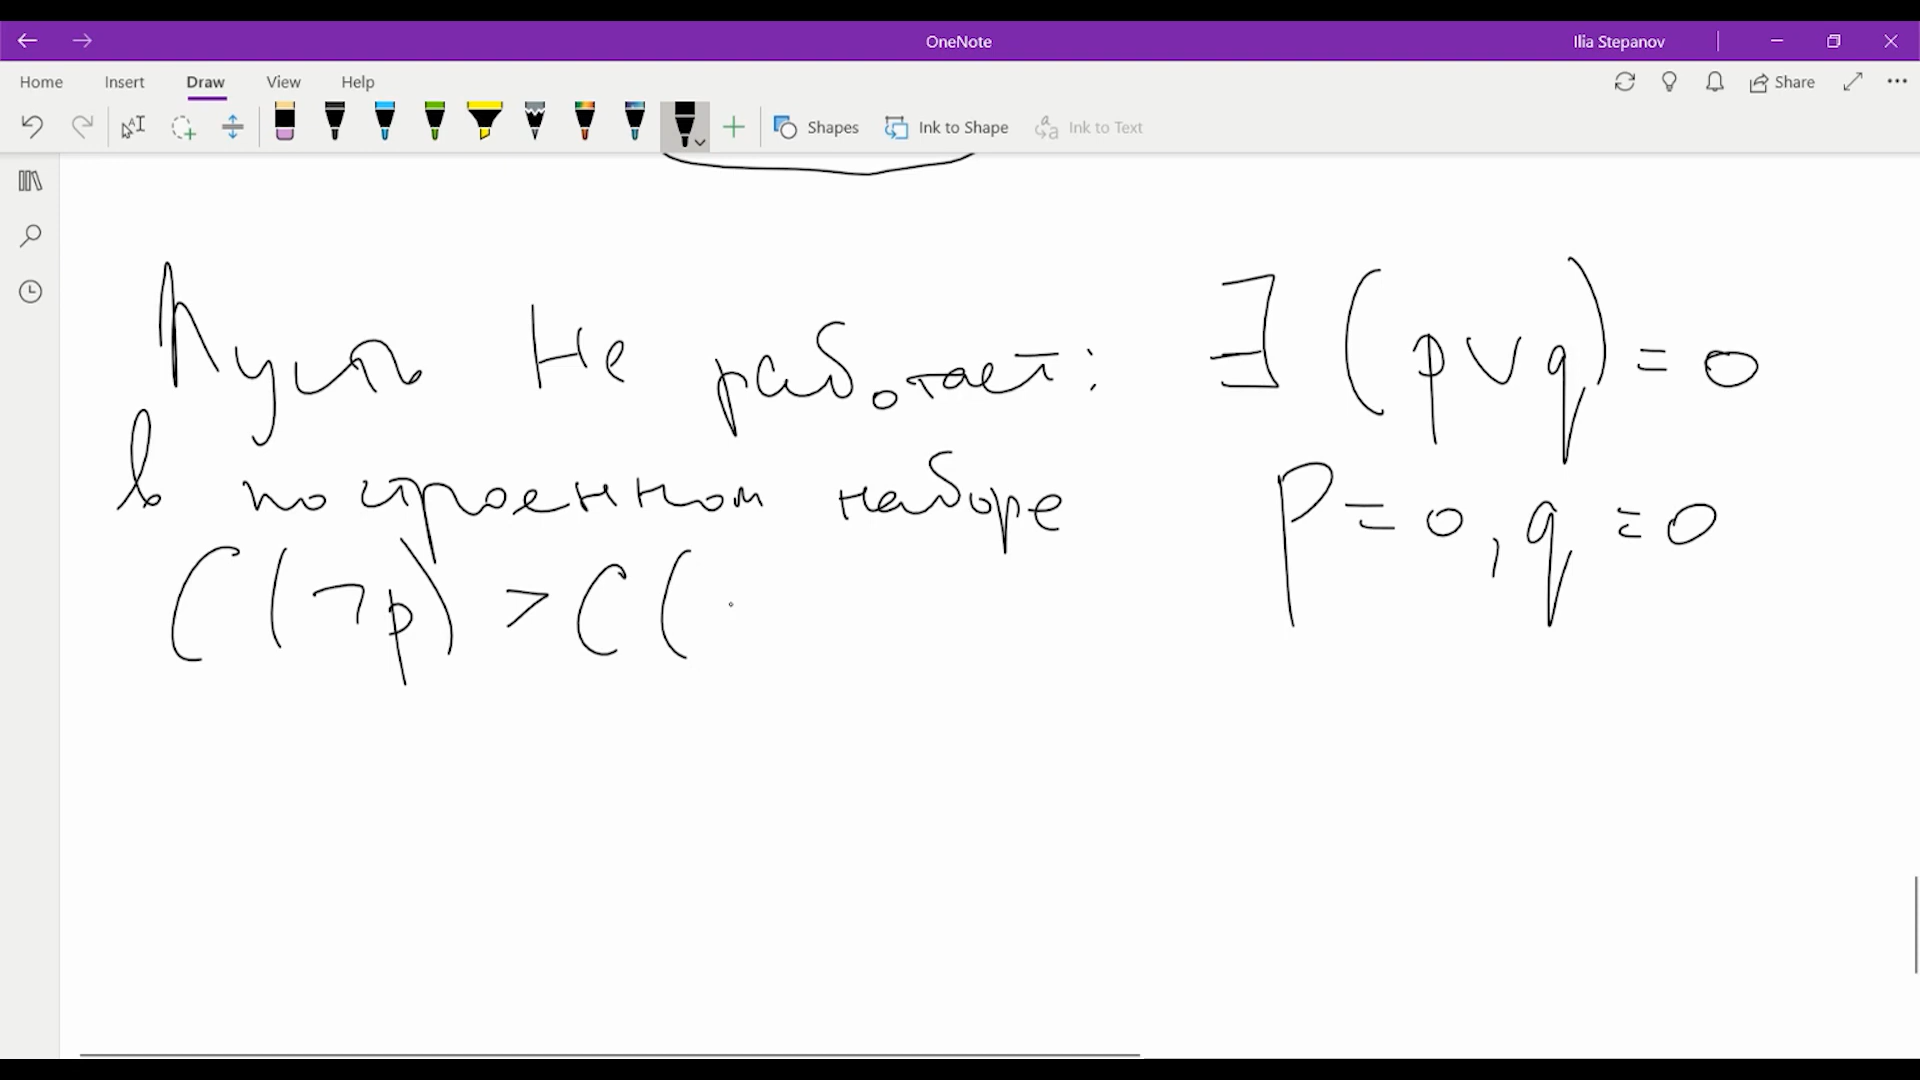 OneNote
Ilia Stepanov
Home Insert Draw View Help
Share
Shapes Ink to Shape Ink to Text
Пусть не работает: ∃ (p∨q) = 0
в построенном наборе p = 0, q = 0
C(¬p) > C(